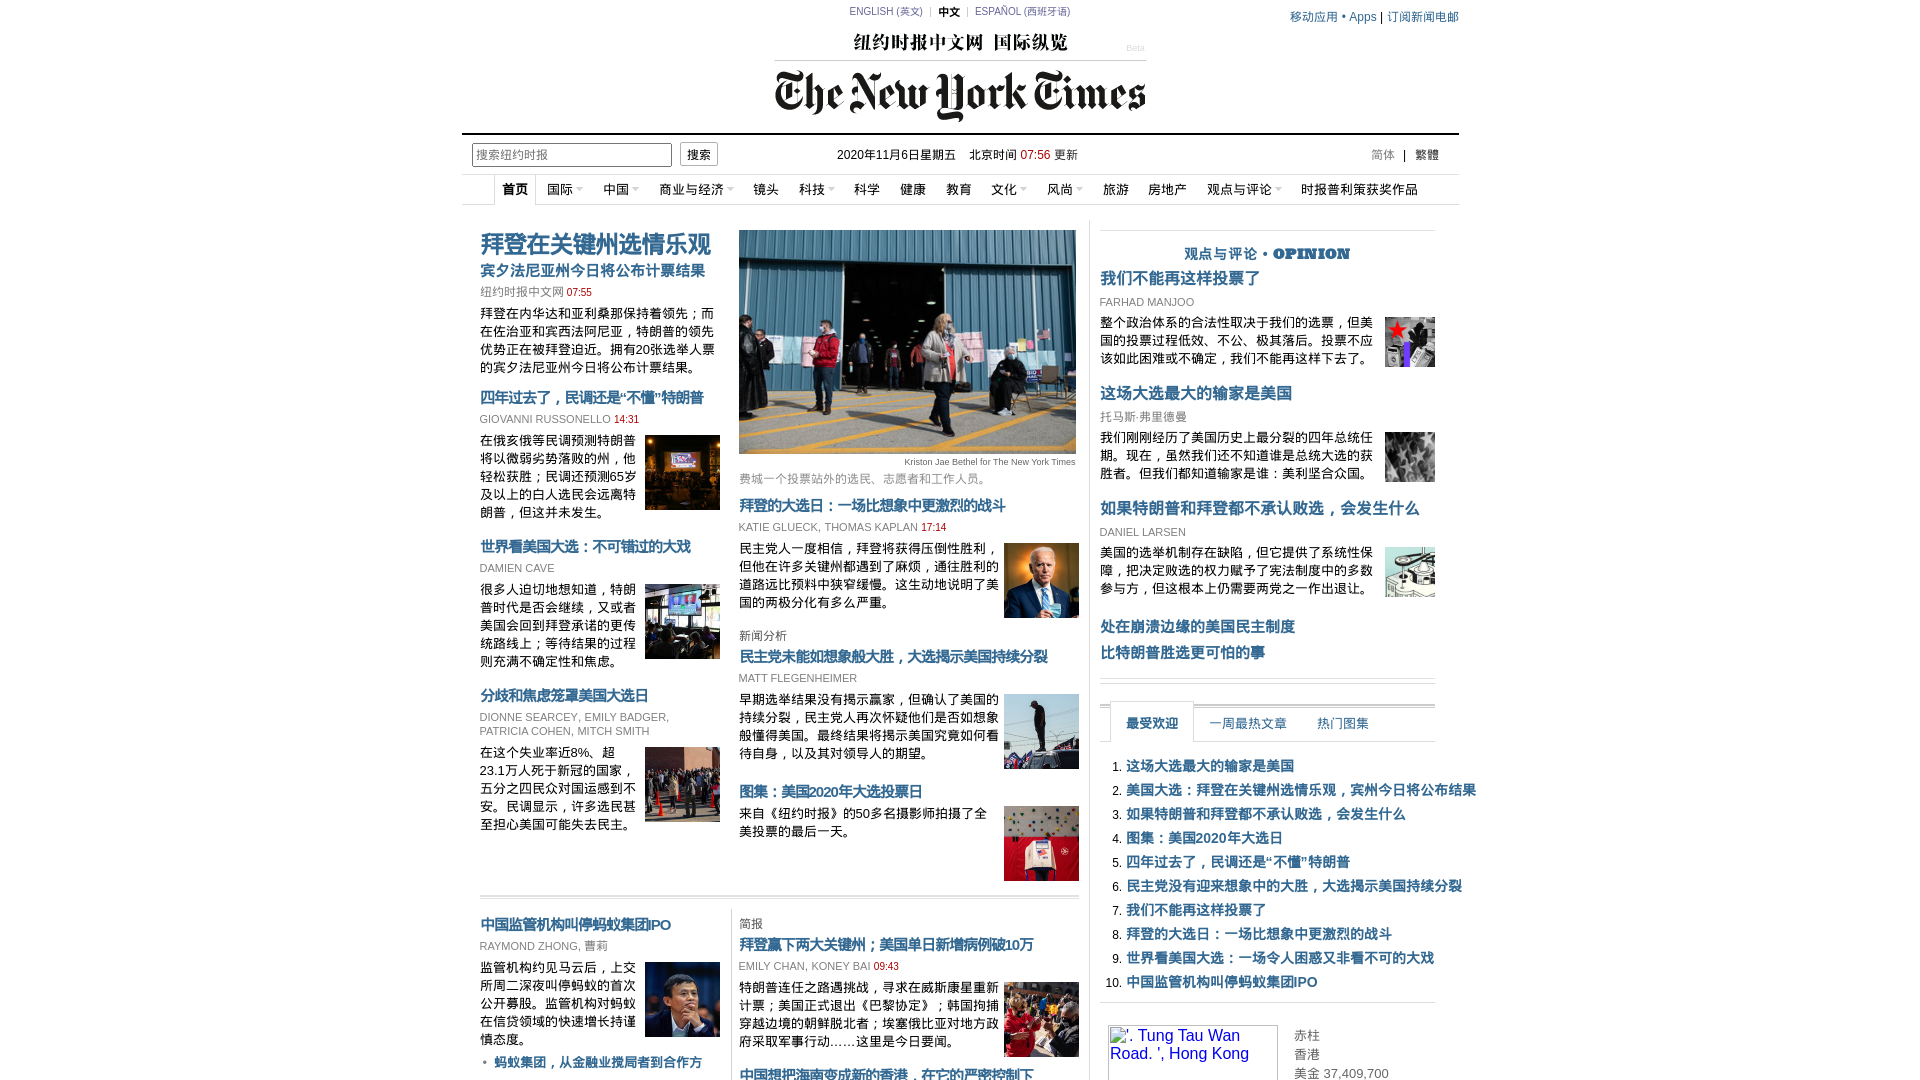 ENGLISH (英文) 中文 ESPAÑOL (西班牙语)
移动应用 • Apps | 订阅新闻电邮
纽约时报中文网 国际纵览
Beta
The New York Times
搜索纽约时报 搜索
2020年11月6日星期五 北京时间 07:56 更新
简体 | 繁體
首页 国际 中国 商业与经济 镜头 科技 科学 健康 教育 文化 风尚 旅游 房地产 观点与评论 时报普利策获奖作品
拜登在关键州选情乐观
宾夕法尼亚州今日将公布计票结果
纽约时报中文网 07:55
拜登在内华达和亚利桑那保持着领先；而
在佐治亚和宾西法阿尼亚，特朗普的领先
优势正在被拜登迫近。拥有20张选举人票
的宾夕法尼亚州今日将公布计票结果。
四年过去了，民调还是“不懂”特朗普
GIOVANNI RUSSONELLO 14:31
在俄亥俄等民调预测特朗普
将以微弱劣势落败的州，他
轻松获胜；民调还预测65岁
及以上的白人选民会远离特
朗普，但这并未发生。
世界看美国大选：不可错过的大戏
DAMIEN CAVE
很多人迫切地想知道，特朗
普时代是否会继续，又或者
美国会回到拜登承诺的更传
统路线上；等待结果的过程
则充满不确定性和焦虑。
分歧和焦虑笼罩美国大选日
DIONNE SEARCEY, EMILY BADGER,
PATRICIA COHEN, MITCH SMITH
在这个失业率近8%、超
23.1万人死于新冠的国家，
五分之四民众对国运感到不
安。民调显示，许多选民甚
至担心美国可能失去民主。
Kriston Jae Bethel for The New York Times
费城一个投票站外的选民、志愿者和工作人员。
拜登的大选日：一场比想象中更激烈的战斗
KATIE GLUECK, THOMAS KAPLAN 17:14
民主党人一度相信，拜登将获得压倒性胜利，
但他在许多关键州都遇到了麻烦，通往胜利的
道路远比预料中狭窄缓慢。这生动地说明了美
国的两极分化有多么严重。
新闻分析
民主党未能如想象般大胜，大选揭示美国持续分裂
MATT FLEGENHEIMER
早期选举结果没有揭示赢家，但确认了美国的
持续分裂，民主党人再次怀疑他们是否如想象
般懂得美国。最终结果将揭示美国究竟如何看
待自身，以及其对领导人的期望。
图集：美国2020年大选投票日
来自《纽约时报》的50多名摄影师拍摄了全
美投票的最后一天。
观点与评论 • OPINION
我们不能再这样投票了
FARHAD MANJOO
整个政治体系的合法性取决于我们的选票，但美
国的投票过程低效、不公、极其落后。投票不应
该如此困难或不确定，我们不能再这样下去了。
这场大选最大的输家是美国
托马斯·弗里德曼
我们刚刚经历了美国历史上最分裂的四年总统任
期。现在，虽然我们还不知道谁是总统大选的获
胜者。但我们都知道输家是谁：美利坚合众国。
如果特朗普和拜登都不承认败选，会发生什么
DANIEL LARSEN
美国的选举机制存在缺陷，但它提供了系统性保
障，把决定败选的权力赋予了宪法制度中的多数
参与方，但这根本上仍需要两党之一作出退让。
处在崩溃边缘的美国民主制度
比特朗普胜选更可怕的事
最受欢迎 一周最热文章 热门图集
1. 这场大选最大的输家是美国
2. 美国大选：拜登在关键州选情乐观，宾州今日将公布结果
3. 如果特朗普和拜登都不承认败选，会发生什么
4. 图集：美国2020年大选日
5. 四年过去了，民调还是“不懂”特朗普
6. 民主党没有迎来想象中的大胜，大选揭示美国持续分裂
7. 我们不能再这样投票了
8. 拜登的大选日：一场比想象中更激烈的战斗
9. 世界看美国大选：一场令人困惑又非看不可的大戏
10. 中国监管机构叫停蚂蚁集团IPO
中国监管机构叫停蚂蚁集团IPO
RAYMOND ZHONG, 曹莉
监管机构约见马云后，上交
所周二深夜叫停蚂蚁的首次
公开募股。监管机构对蚂蚁
在信贷领域的快速增长持谨
慎态度。
• 蚂蚁集团，从金融业搅局者到合作方
简报
拜登赢下两大关键州；美国单日新增病例破10万
EMILY CHAN, KONEY BAI 09:43
特朗普连任之路遇挑战，寻求在威斯康星重新
计票；美国正式退出《巴黎协定》；韩国拘捕
穿越边境的朝鲜脱北者；埃塞俄比亚对地方政
府采取军事行动……这里是今日要闻。
中国想把海南变成新的香港，在它的严密控制下
'. Tung Tau Wan
Road. ', Hong Kong
赤柱
香港
美金 37,409,700